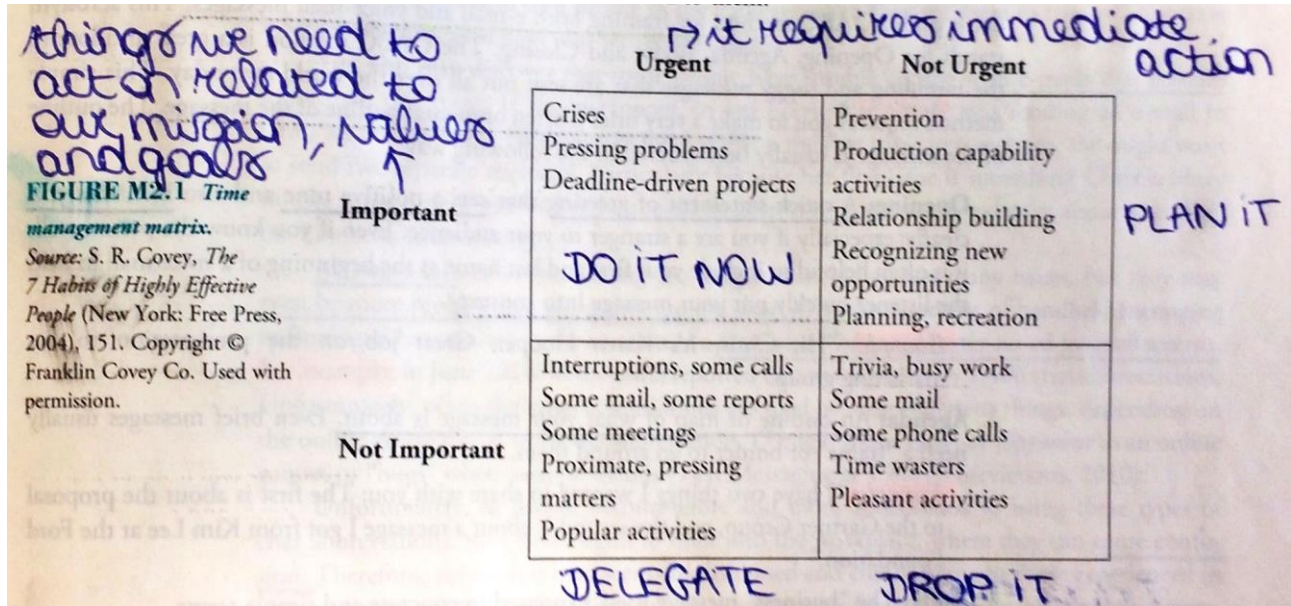 things we need to
act on related to
our mission, values
and goals
↱it requires immediate
action
Urgent
Not Urgent
FIGURE M2.1 Time
management matrix.
Source: S. R. Covey, The
7 Habits of Highly Effective
People (New York: Free Press,
2004), 151. Copyright ©
Franklin Covey Co. Used with
permission.
Important
Crises
Pressing problems
Deadline-driven projects
DO IT NOW
Prevention
Production capability
activities
Relationship building
Recognizing new
opportunities
Planning, recreation
PLAN iT
Not Important
Interruptions, some calls
Some mail, some reports
Some meetings
Proximate, pressing
matters
Popular activities
DELEGATE
Trivia, busy work
Some mail
Some phone calls
Time wasters
Pleasant activities
DROP iT